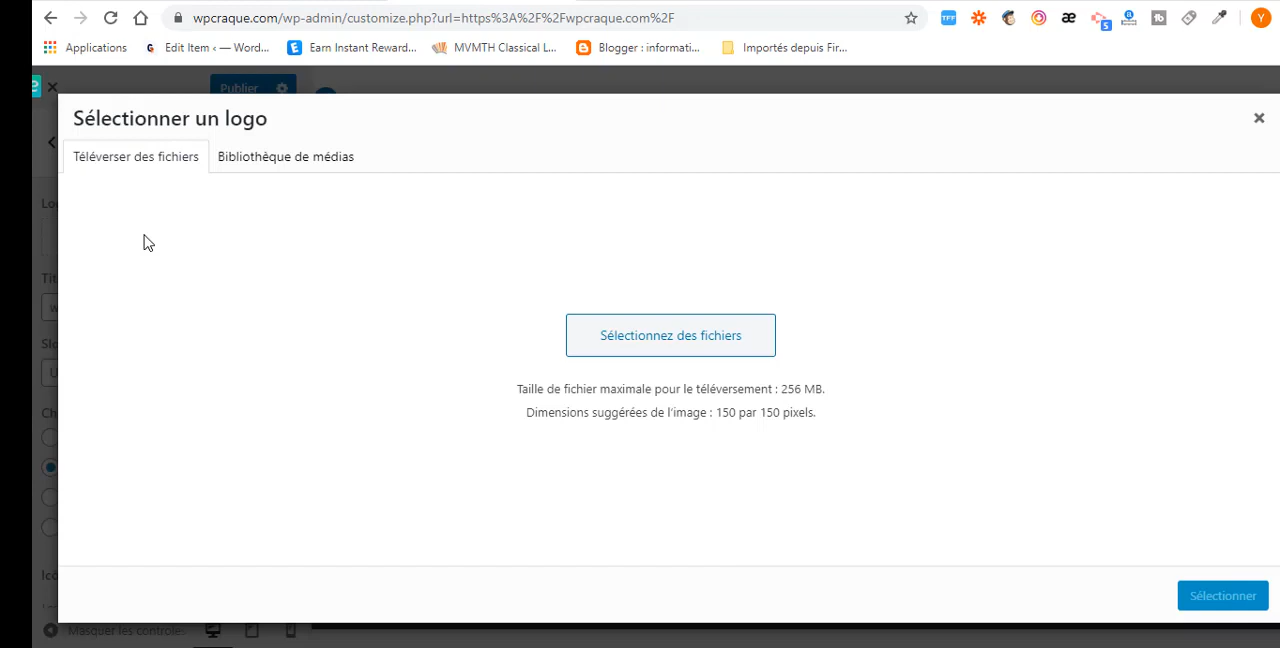 wpcraque.com/wp-admin/customize.php?url=https%3A%2F%2Fwpcraque.com%2F
TFF
æ
5
Y
Applications
G Edit Item ‹ — Word...
E Earn Instant Reward...
MVMTH Classical L...
Blogger : informati...
Importés depuis Fir...
Publier
Sélectionner un logo
Téléverser des fichiers
Bibliothèque de médias
Sélectionnez des fichiers
Taille de fichier maximale pour le téléversement : 256 MB.
Dimensions suggérées de l'image : 150 par 150 pixels.
Sélectionner
Masquer les contrôles